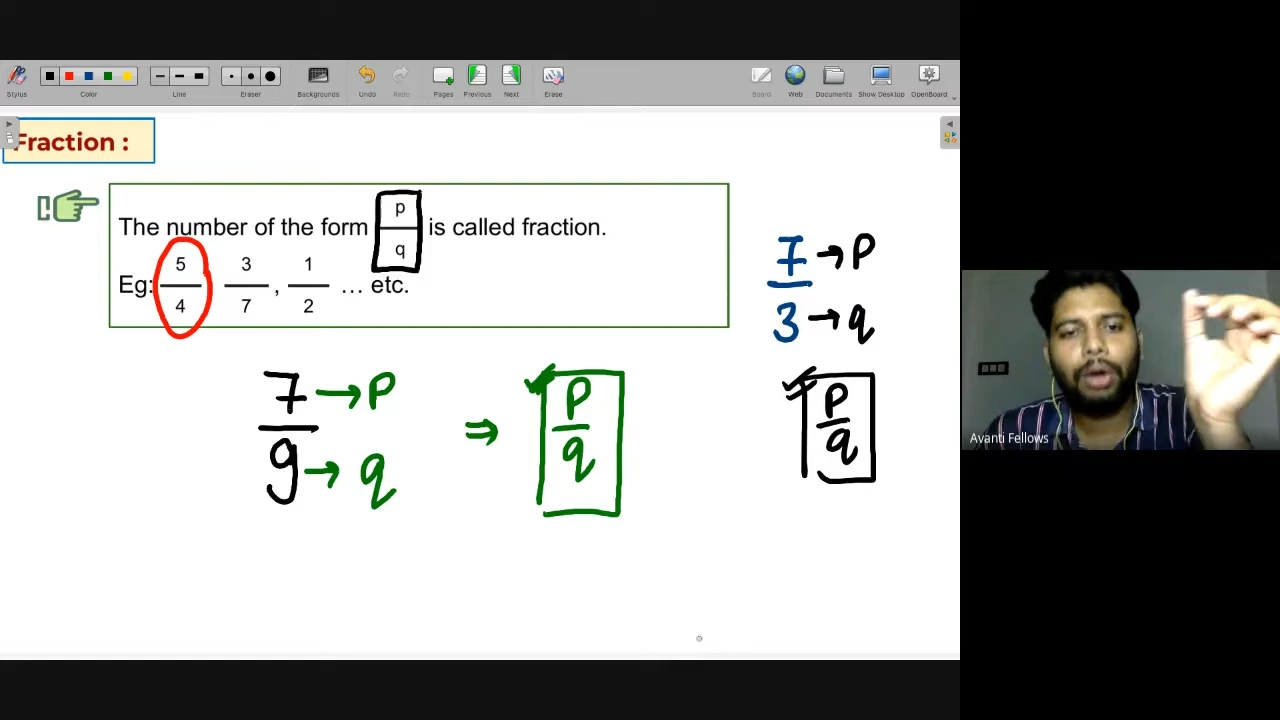 Stylus Color Line Eraser Backgrounds Undo Redo Pages Previous Next Erase Board Web Documents Show Desktop OpenBoard
Fraction :
The number of the form p/q is called fraction.
Eg: 5/4 3/7 , 1/2 … etc.
7 → P
3 → q
P/q
7 → P
9 → q
⇒ P/q
Avanti Fellows